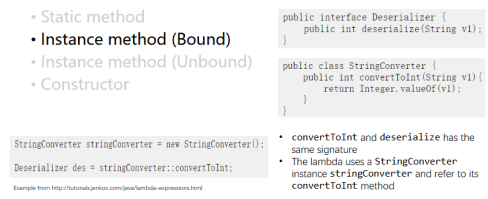 • Static method
• Instance method (Bound)
• Instance method (Unbound)
• Constructor
public interface Deserializer {
    public int deserialize(String v1);
}
public class StringConverter {
    public int convertToInt(String v1){
        return Integer.valueOf(v1);
    }
}
StringConverter stringConverter = new StringConverter();
Deserializer des = stringConverter::convertToInt;
Example from http://tutorials.jenkov.com/java/lambda-expressions.html
• convertToInt and deserialize has the
same signature
• The lambda uses a StringConverter
instance stringConverter and refer to its
convertToInt method